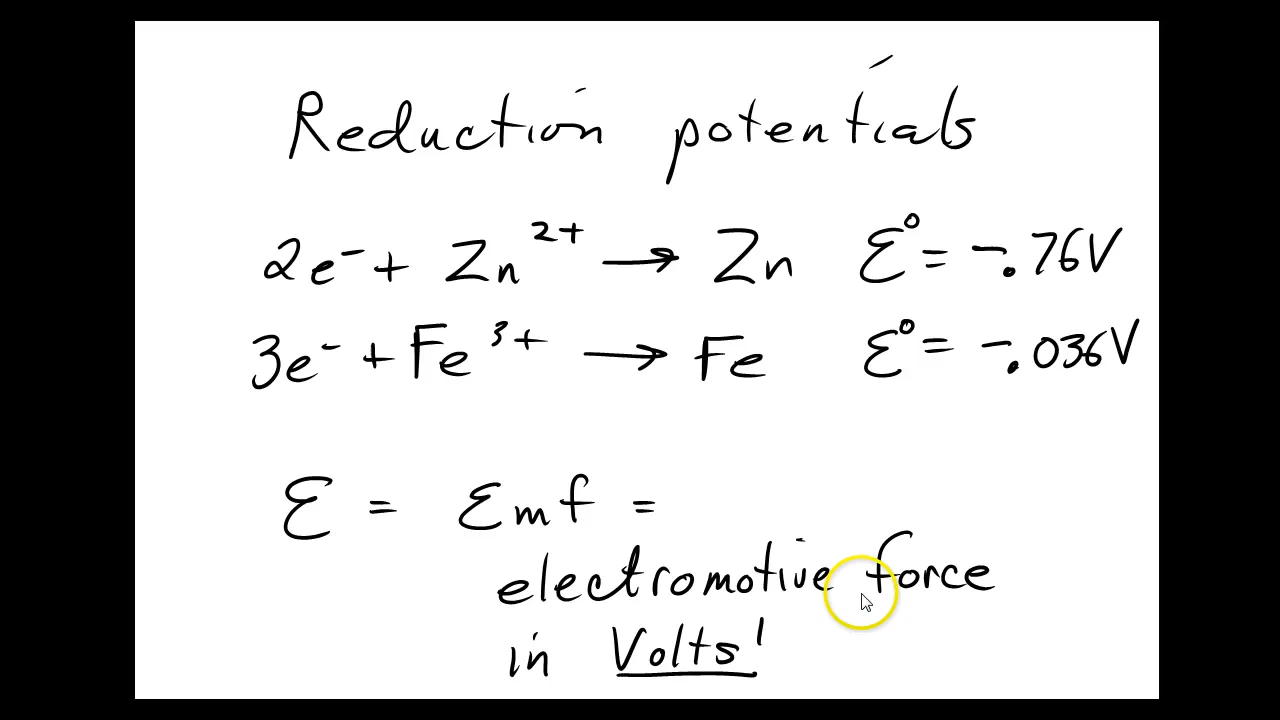 Reduction potentials
2e⁻ + Zn²⁺ → Zn ℰ° = -.76V
3e⁻ + Fe³⁺ → Fe ℰ° = -.036V
ℰ = ℰmf =
electromotive force
in Volts!